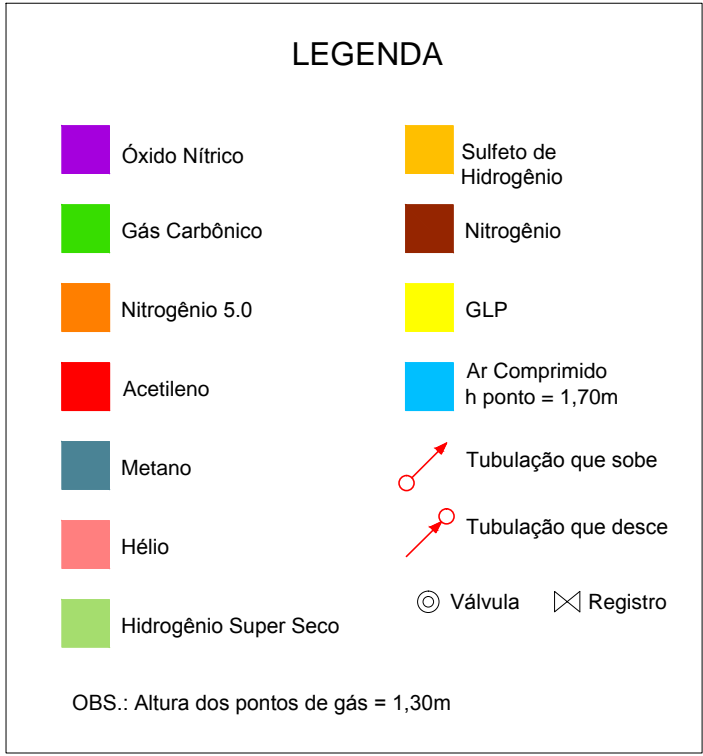 LEGENDA
Óxido Nítrico
Gás Carbônico
Nitrogênio 5.0
Acetileno
Metano
Hélio
Hidrogênio Super Seco
Sulfeto de
Hidrogênio
Nitrogênio
GLP
Ar Comprimido
h ponto = 1,70m
Tubulação que sobe
Tubulação que desce
Válvula
Registro
OBS.: Altura dos pontos de gás = 1,30m